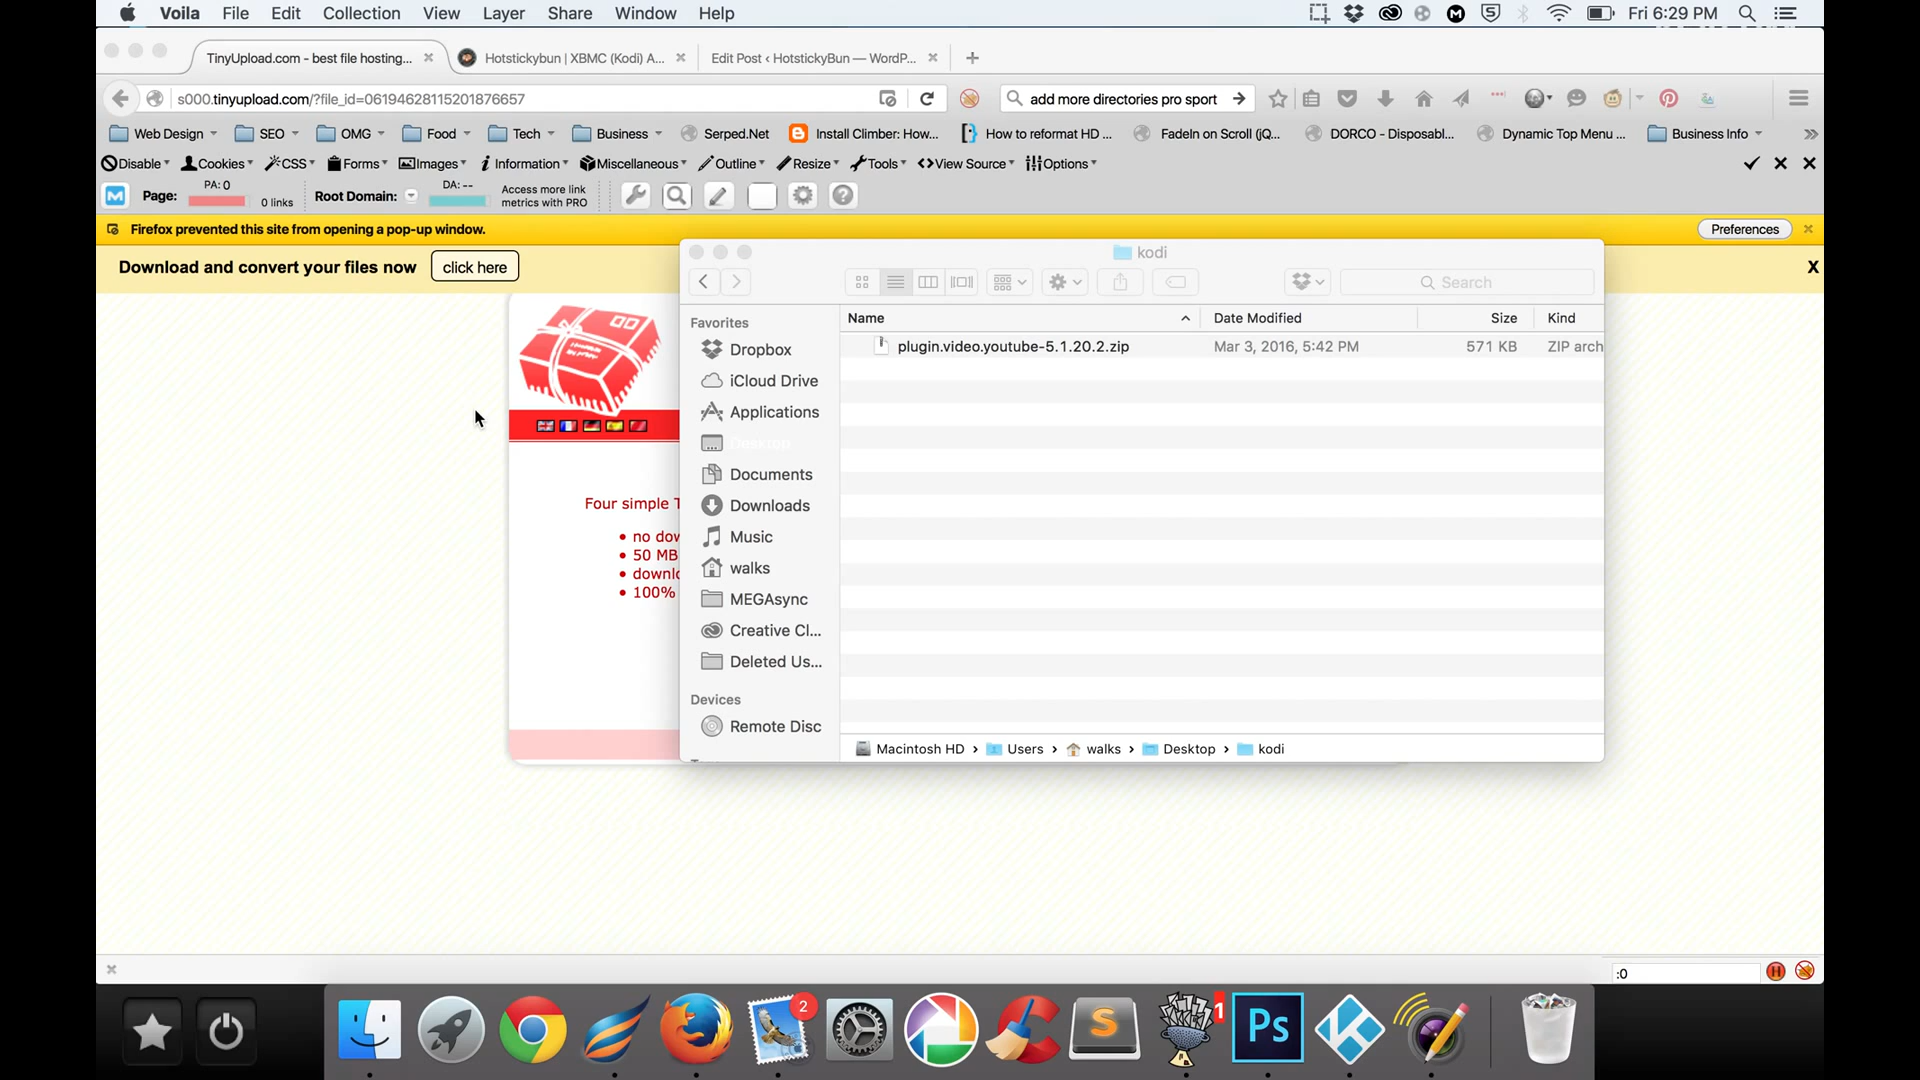 Voila File Edit Collection View Layer Share Window Help Fri 6:29 PM
TinyUpload.com - best file hosting... Hotstickybun | XBMC (Kodi) A... Edit Post ‹ HotstickyBun — WordP...
s000.tinyupload.com/?file_id=06194628115201876657 add more directories pro sport
Web Design SEO OMG Food Tech Business Serped.Net Install Climber: How... How to reformat HD ... FadeIn on Scroll (jQ... DORCO - Disposabl... Dynamic Top Menu ... Business Info
Disable Cookies CSS Forms Images Information Miscellaneous Outline Resize Tools View Source Options
Page: PA: 0 0 links Root Domain: DA: -- Access more link
metrics with PRO
Firefox prevented this site from opening a pop-up window. Preferences
Download and convert your files now click here X
kodi
Search
Favorites
Dropbox
iCloud Drive
Applications
Desktop
Documents
Downloads
Music
walks
MEGAsync
Creative Cl...
Deleted Us...
Devices
Remote Disc
Name Date Modified Size Kind
plugin.video.youtube-5.1.20.2.zip Mar 3, 2016, 5:42 PM 571 KB ZIP arch
Macintosh HD › Users › walks › Desktop › kodi
Four simple T
no dow
50 MB
downlo
100%
:0
2
S
1
Ps